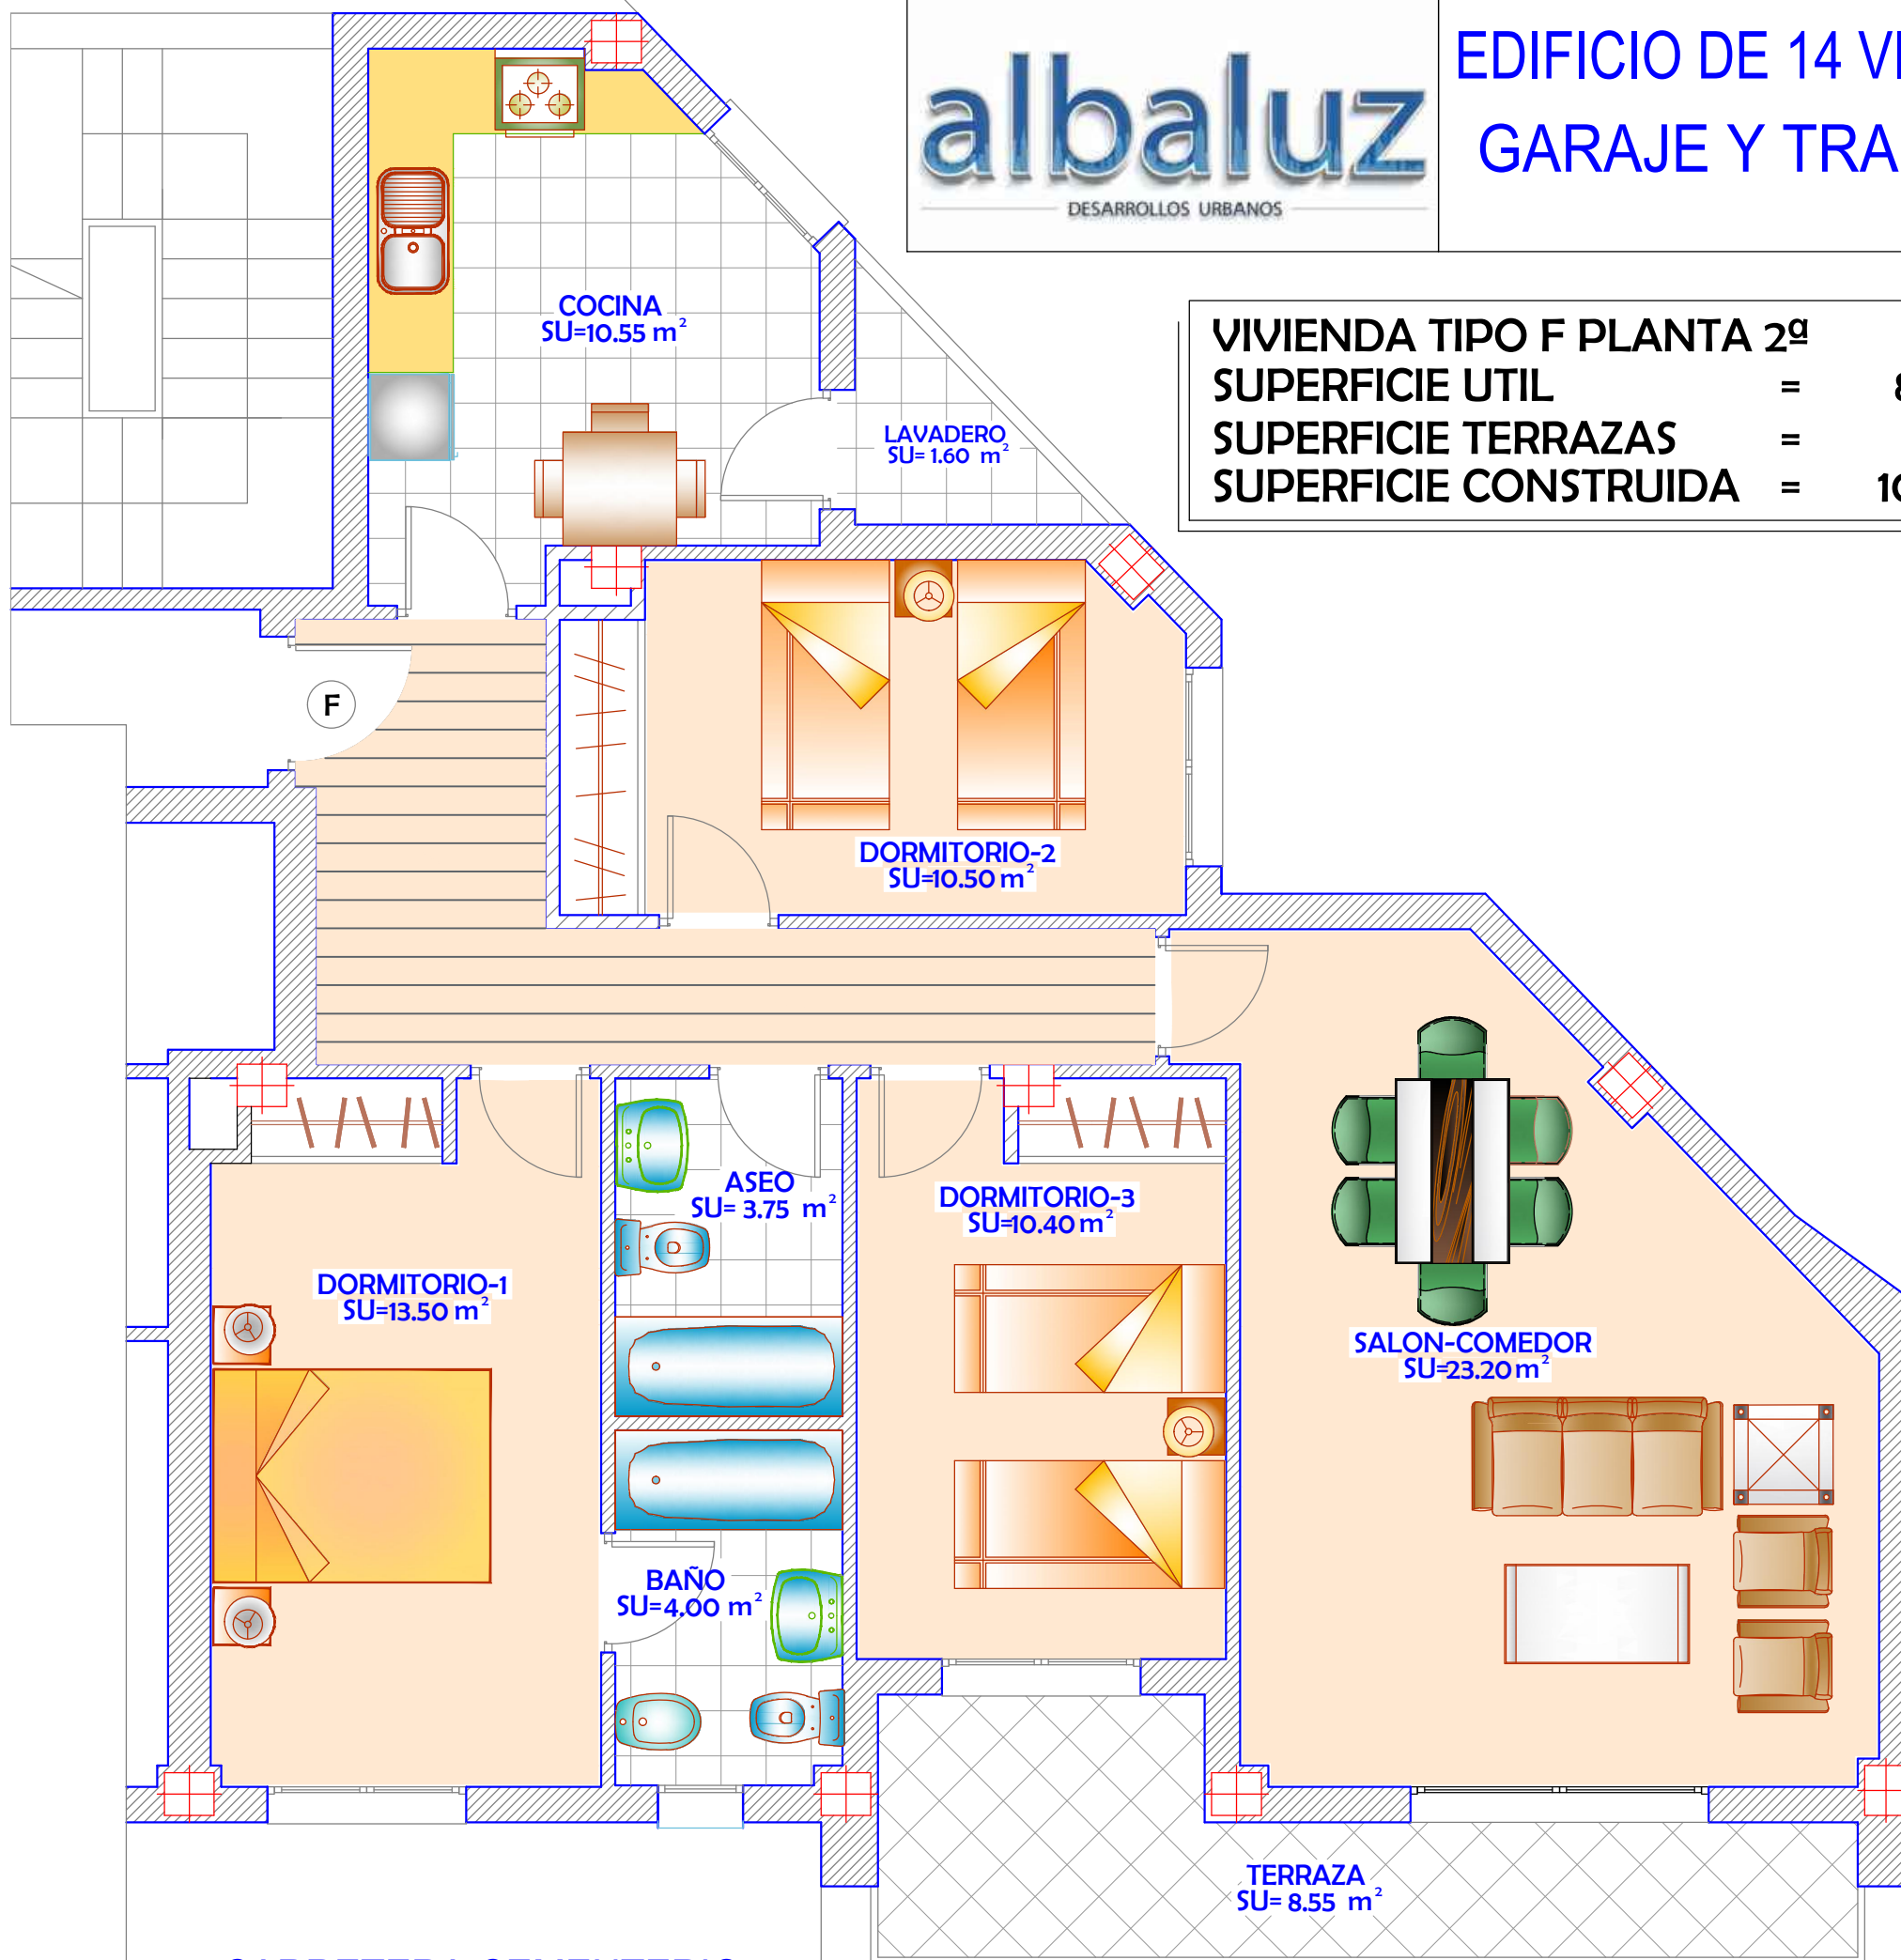 albaluz
DESARROLLOS URBANOS
EDIFICIO DE 14
GARAJE Y
VIVIENDA TIPO F PLANTA 2ª
SUPERFICIE UTIL =
SUPERFICIE TERRAZAS =
SUPERFICIE CONSTRUIDA =
COCINA
SU=10.55 m²
LAVADERO
SU= 1.60 m²
F
DORMITORIO-2
SU=10.50 m²
ASEO
SU= 3.75 m²
DORMITORIO-3
SU=10.40 m²
DORMITORIO-1
SU=13.50 m²
SALON-COMEDOR
SU=23.20 m²
BAÑO
SU=4.00 m²
TERRAZA
SU= 8.55 m²